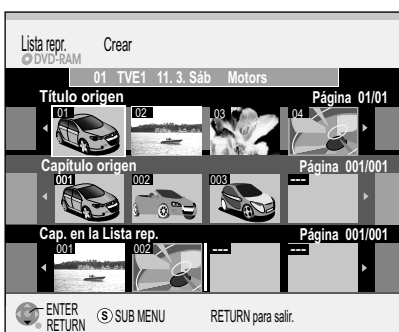 Lista repr. Crear
DVD-RAM
01 TVE1 11. 3. Sáb Motors
Título origen Página 01/01
01 02 03 04
Capítulo origen Página 001/001
001 002 003 ---
Cap. en la Lista rep. Página 001/001
001 002 --- ---
ENTER
RETURN
S SUB MENU RETURN para salir.